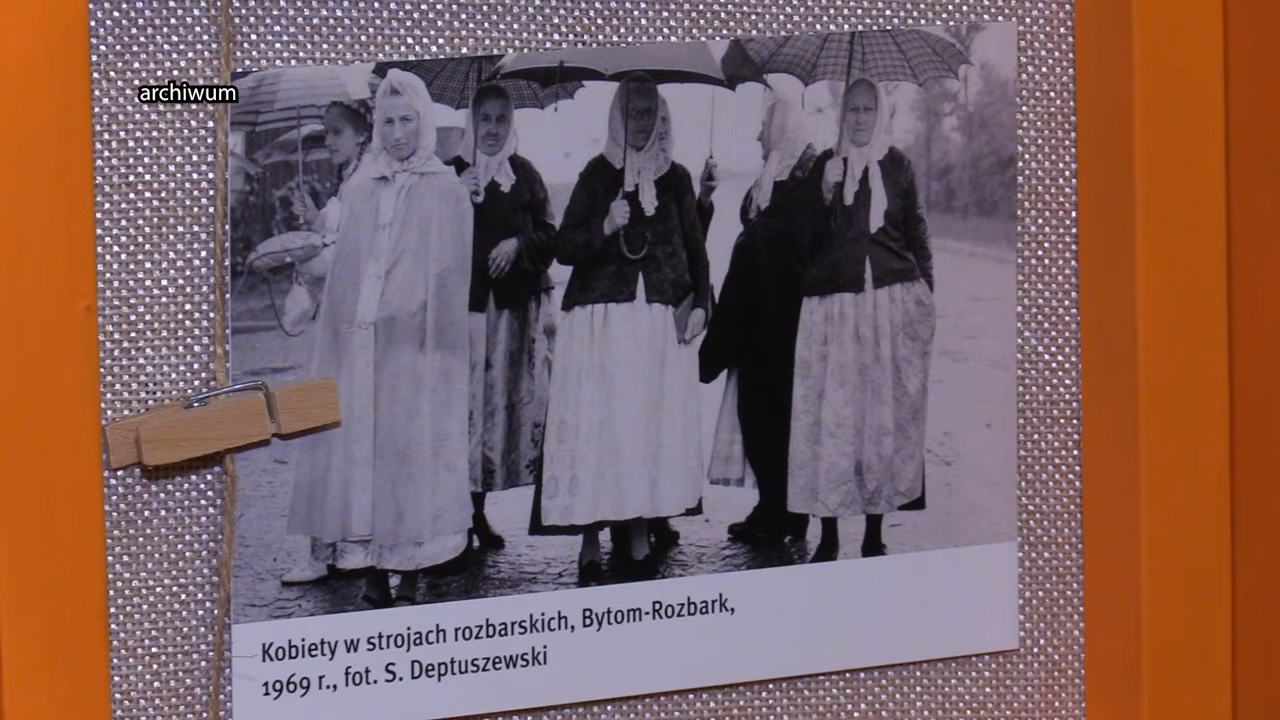 archiwum
Kobiety w strojach rozbarskich, Bytom-Rozbark,
1969 r., fot. S. Deptuszewski